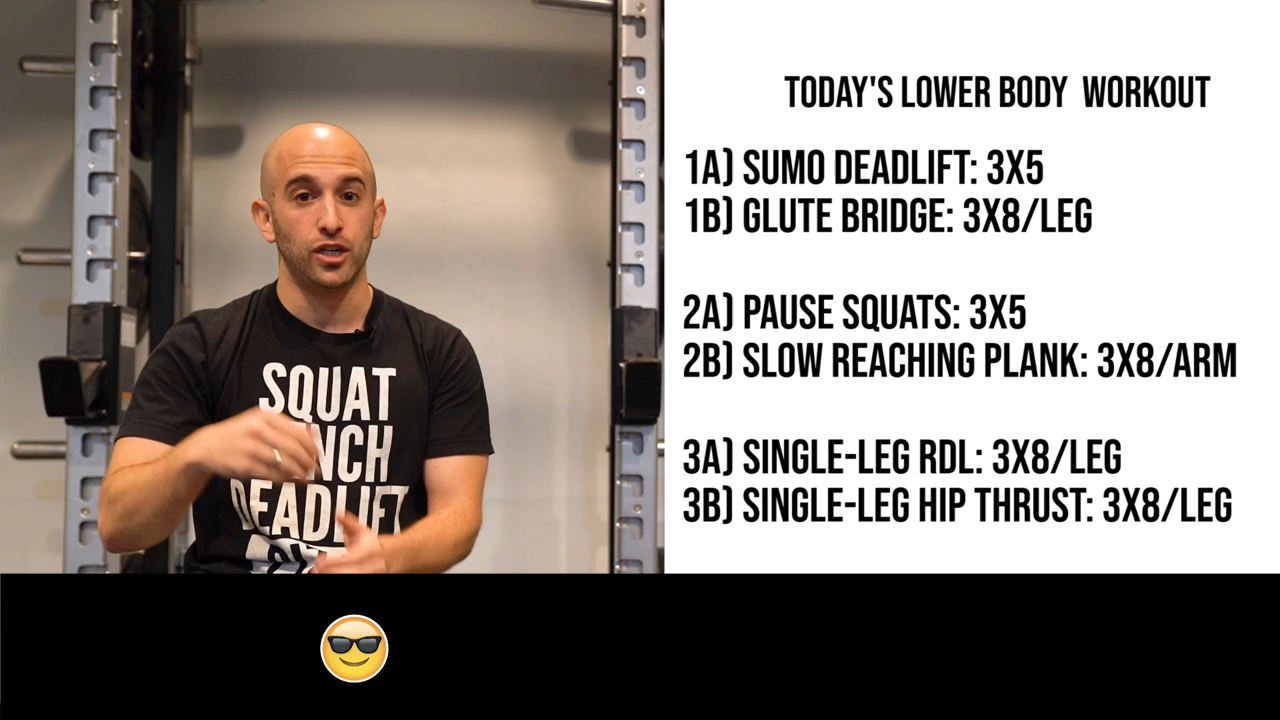 SQUAT
DEADLIFT
TODAY'S LOWER BODY WORKOUT
1A) SUMO DEADLIFT: 3X5
1B) GLUTE BRIDGE: 3X8/LEG
2A) PAUSE SQUATS: 3X5
2B) SLOW REACHING PLANK: 3X8/ARM
3A) SINGLE-LEG RDL: 3X8/LEG
3B) SINGLE-LEG HIP THRUST: 3X8/LEG